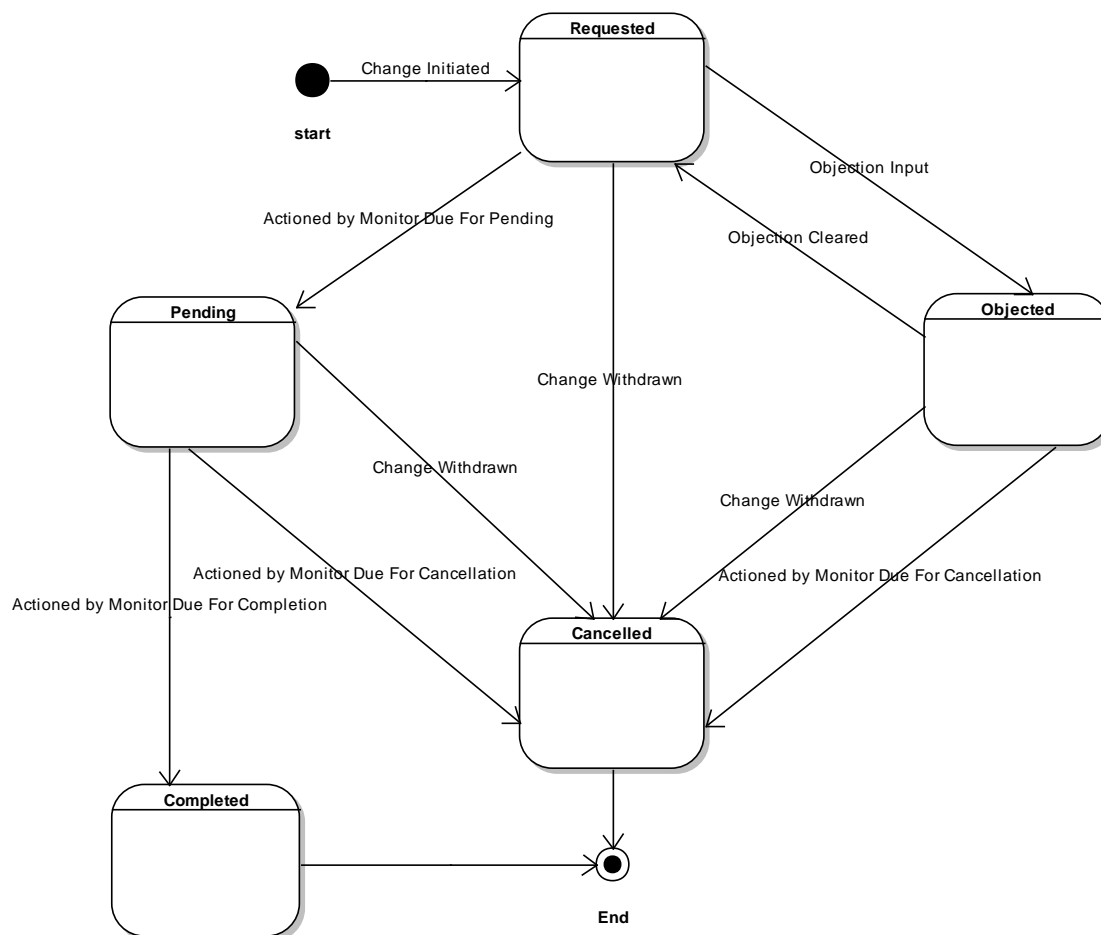 Requested
Change Initiated
start
Objection Input
Actioned by Monitor Due For Pending
Objection Cleared
Pending
Objected
Change Withdrawn
Change Withdrawn
Change Withdrawn
Actioned by Monitor Due For Cancellation
Actioned by Monitor Due For Cancellation
Actioned by Monitor Due For Completion
Cancelled
Completed
End